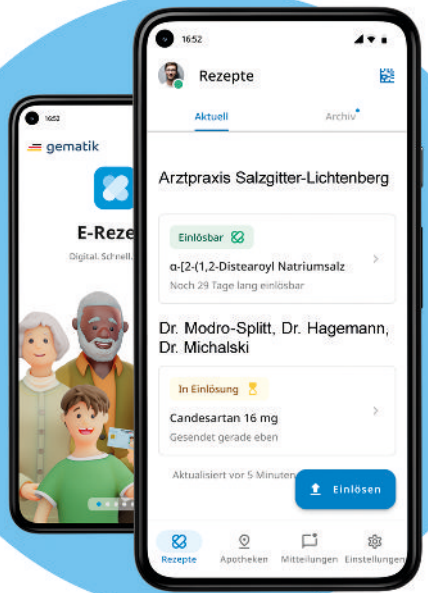 16:52
gematik
E-Reze
Digital. Schnell.
16:52
Rezepte
Aktuell
Archiv
Arztpraxis Salzgitter-Lichtenberg
Einlösbar
α-[2-(1,2-Distearoyl Natriumsalz
Noch 29 Tage lang einlösbar
Dr. Modro-Splitt, Dr. Hagemann,
Dr. Michalski
In Einlösung
Candesartan 16 mg
Gesendet gerade eben
Aktualisiert vor 5 Minuten
Einlösen
Rezepte Apotheken Mitteilungen Einstellungen